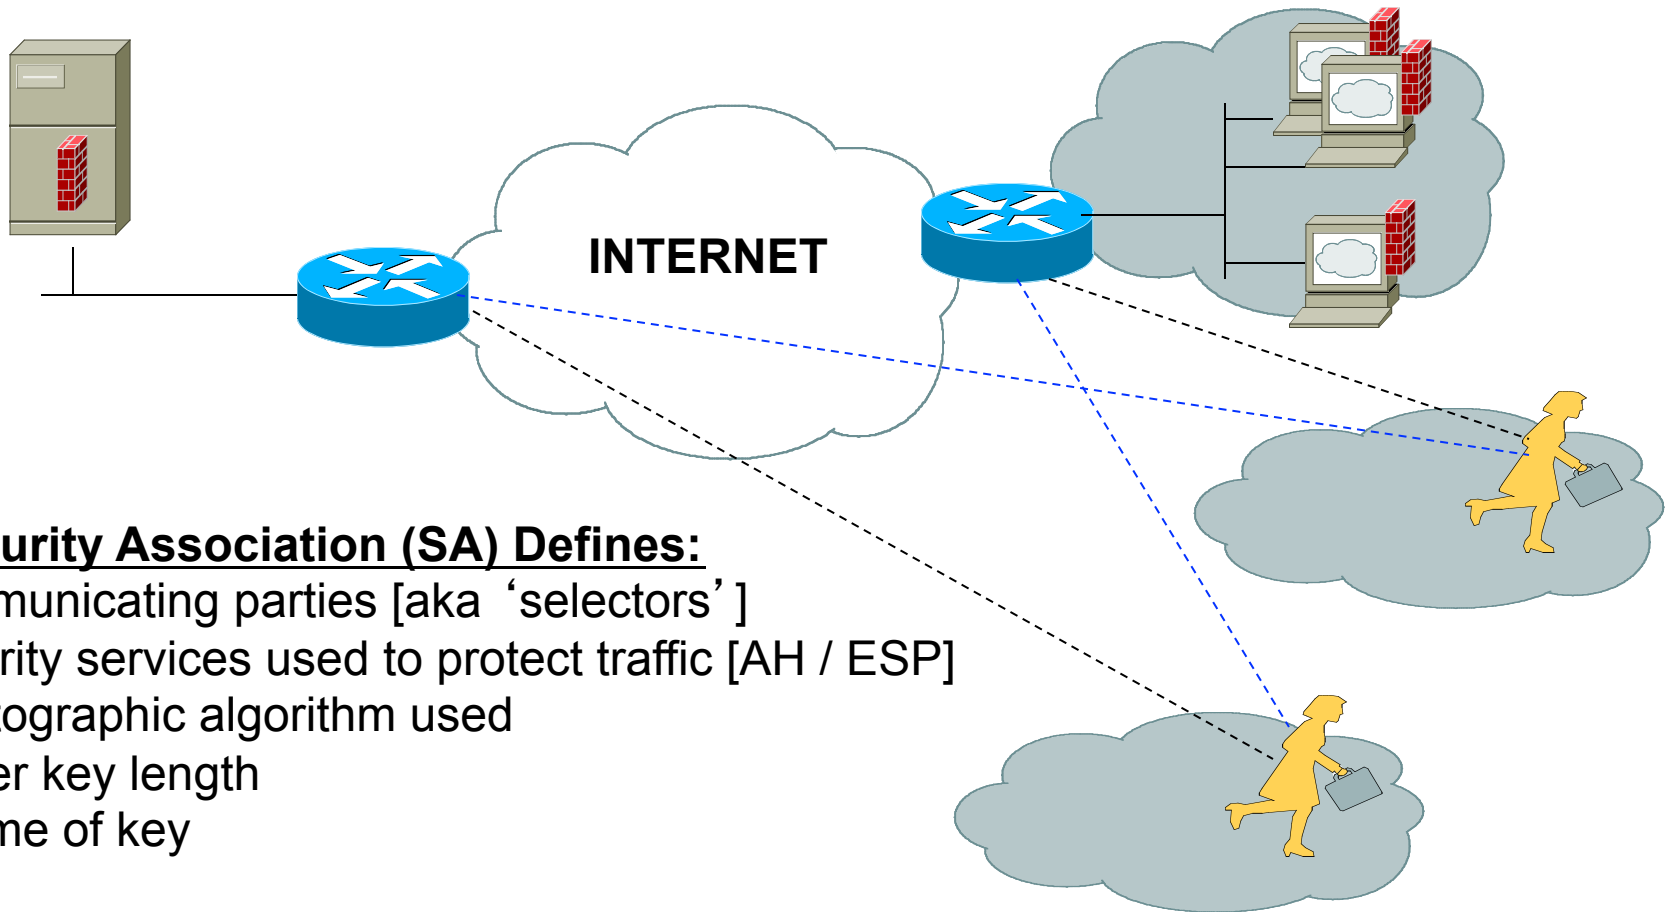 INTERNET
urity Association (SA) Defines:
municating parties [aka ‘selectors’]
rity services used to protect traffic [AH / ESP]
tographic algorithm used
er key length
me of key